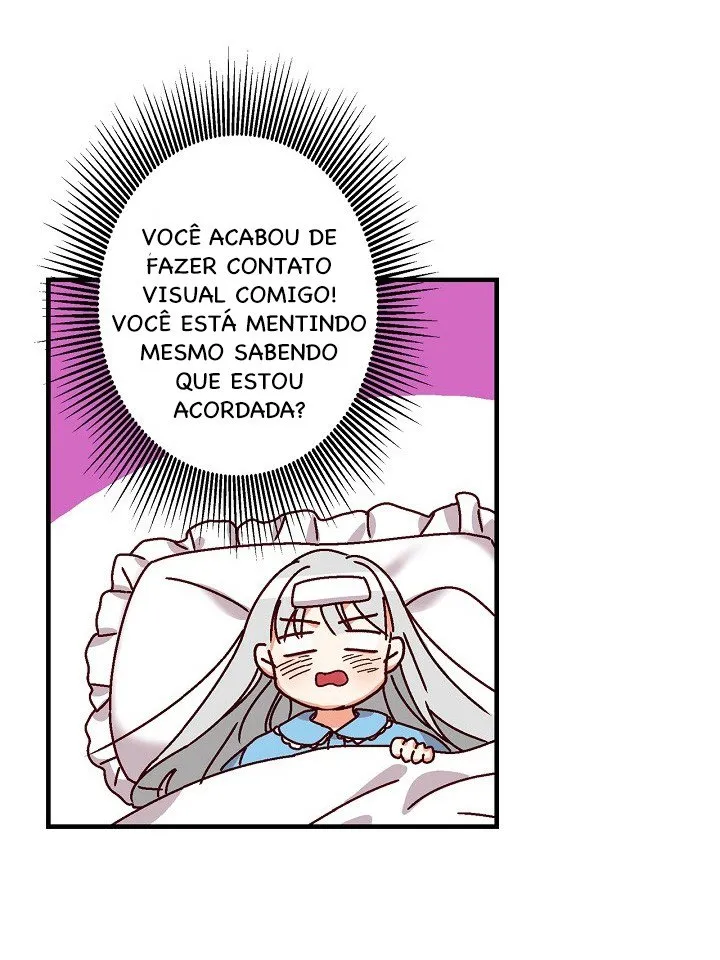 VOCÊ ACABOU DE
FAZER CONTATO
VISUAL COMIGO!
VOCÊ ESTÁ MENTINDO
MESMO SABENDO
QUE ESTOU
ACORDADA?